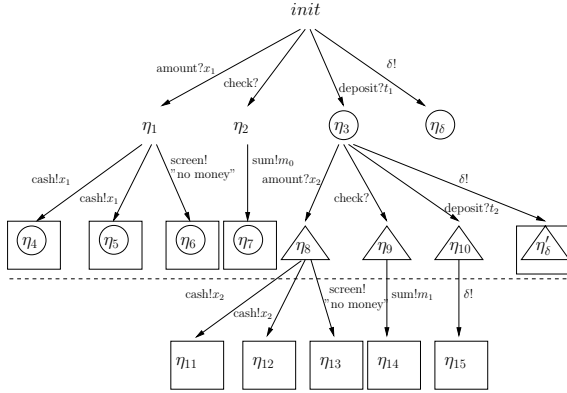 init
amount?x₁
check?
deposit?t₁
δ!
η₁
η₂
η₃
η_δ
cash!x₁
cash!x₁
screen!
"no money"
sum!m₀
amount?x₂
check?
deposit?t₂
δ!
η₄
η₅
η₆
η₇
η₈
η₉
η₁₀
η′_δ
cash!x₂
cash!x₂
screen!
"no money"
sum!m₁
δ!
η₁₁
η₁₂
η₁₃
η₁₄
η₁₅